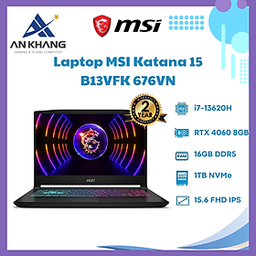 AN KHANG
msi
Laptop MSI Katana 15
B13VFK 676VN
2
YEAR
i7-13620H
RTX 4060 8GB
16GB DDR5
1TB NVMe
15.6 FHD IPS